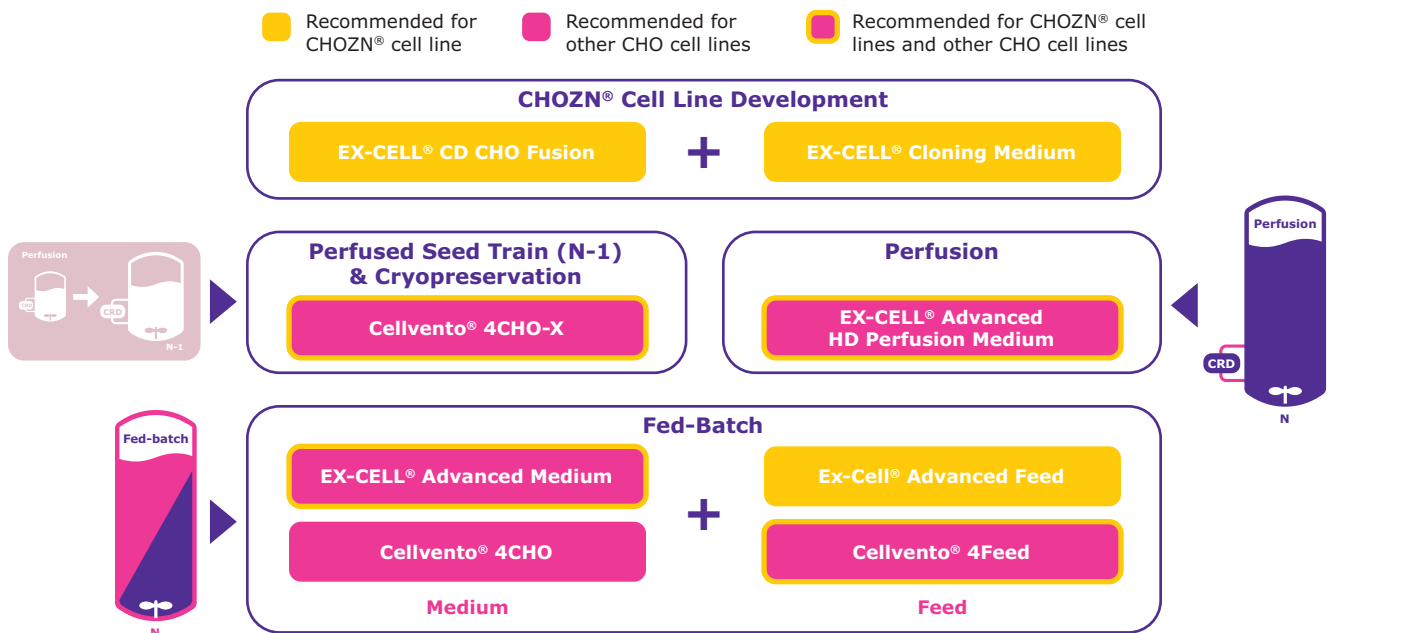 Recommended for
CHOZN® cell line
Recommended for
other CHO cell lines
Recommended for CHOZN® cell
lines and other CHO cell lines
CHOZN® Cell Line Development
EX-CELL® CD CHO Fusion
+
EX-CELL® Cloning Medium
Perfusion
CRD
CRD
N-1
Perfused Seed Train (N-1)
& Cryopreservation
Cellvento® 4CHO-X
Perfusion
EX-CELL® Advanced
HD Perfusion Medium
Perfusion
CRD
N
Fed-batch
N
Fed-Batch
EX-CELL® Advanced Medium
Cellvento® 4CHO
Medium
+
Ex-Cell® Advanced Feed
Cellvento® 4Feed
Feed